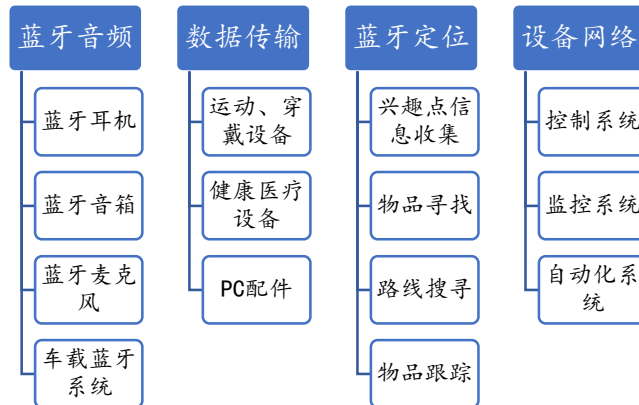 蓝牙音频
蓝牙耳机
蓝牙音箱
蓝牙麦克
风
车载蓝牙
系统
数据传输
运动、穿
戴设备
健康医疗
设备
PC配件
蓝牙定位
兴趣点信
息收集
物品寻找
路线搜寻
物品跟踪
设备网络
控制系统
监控系统
自动化系
统